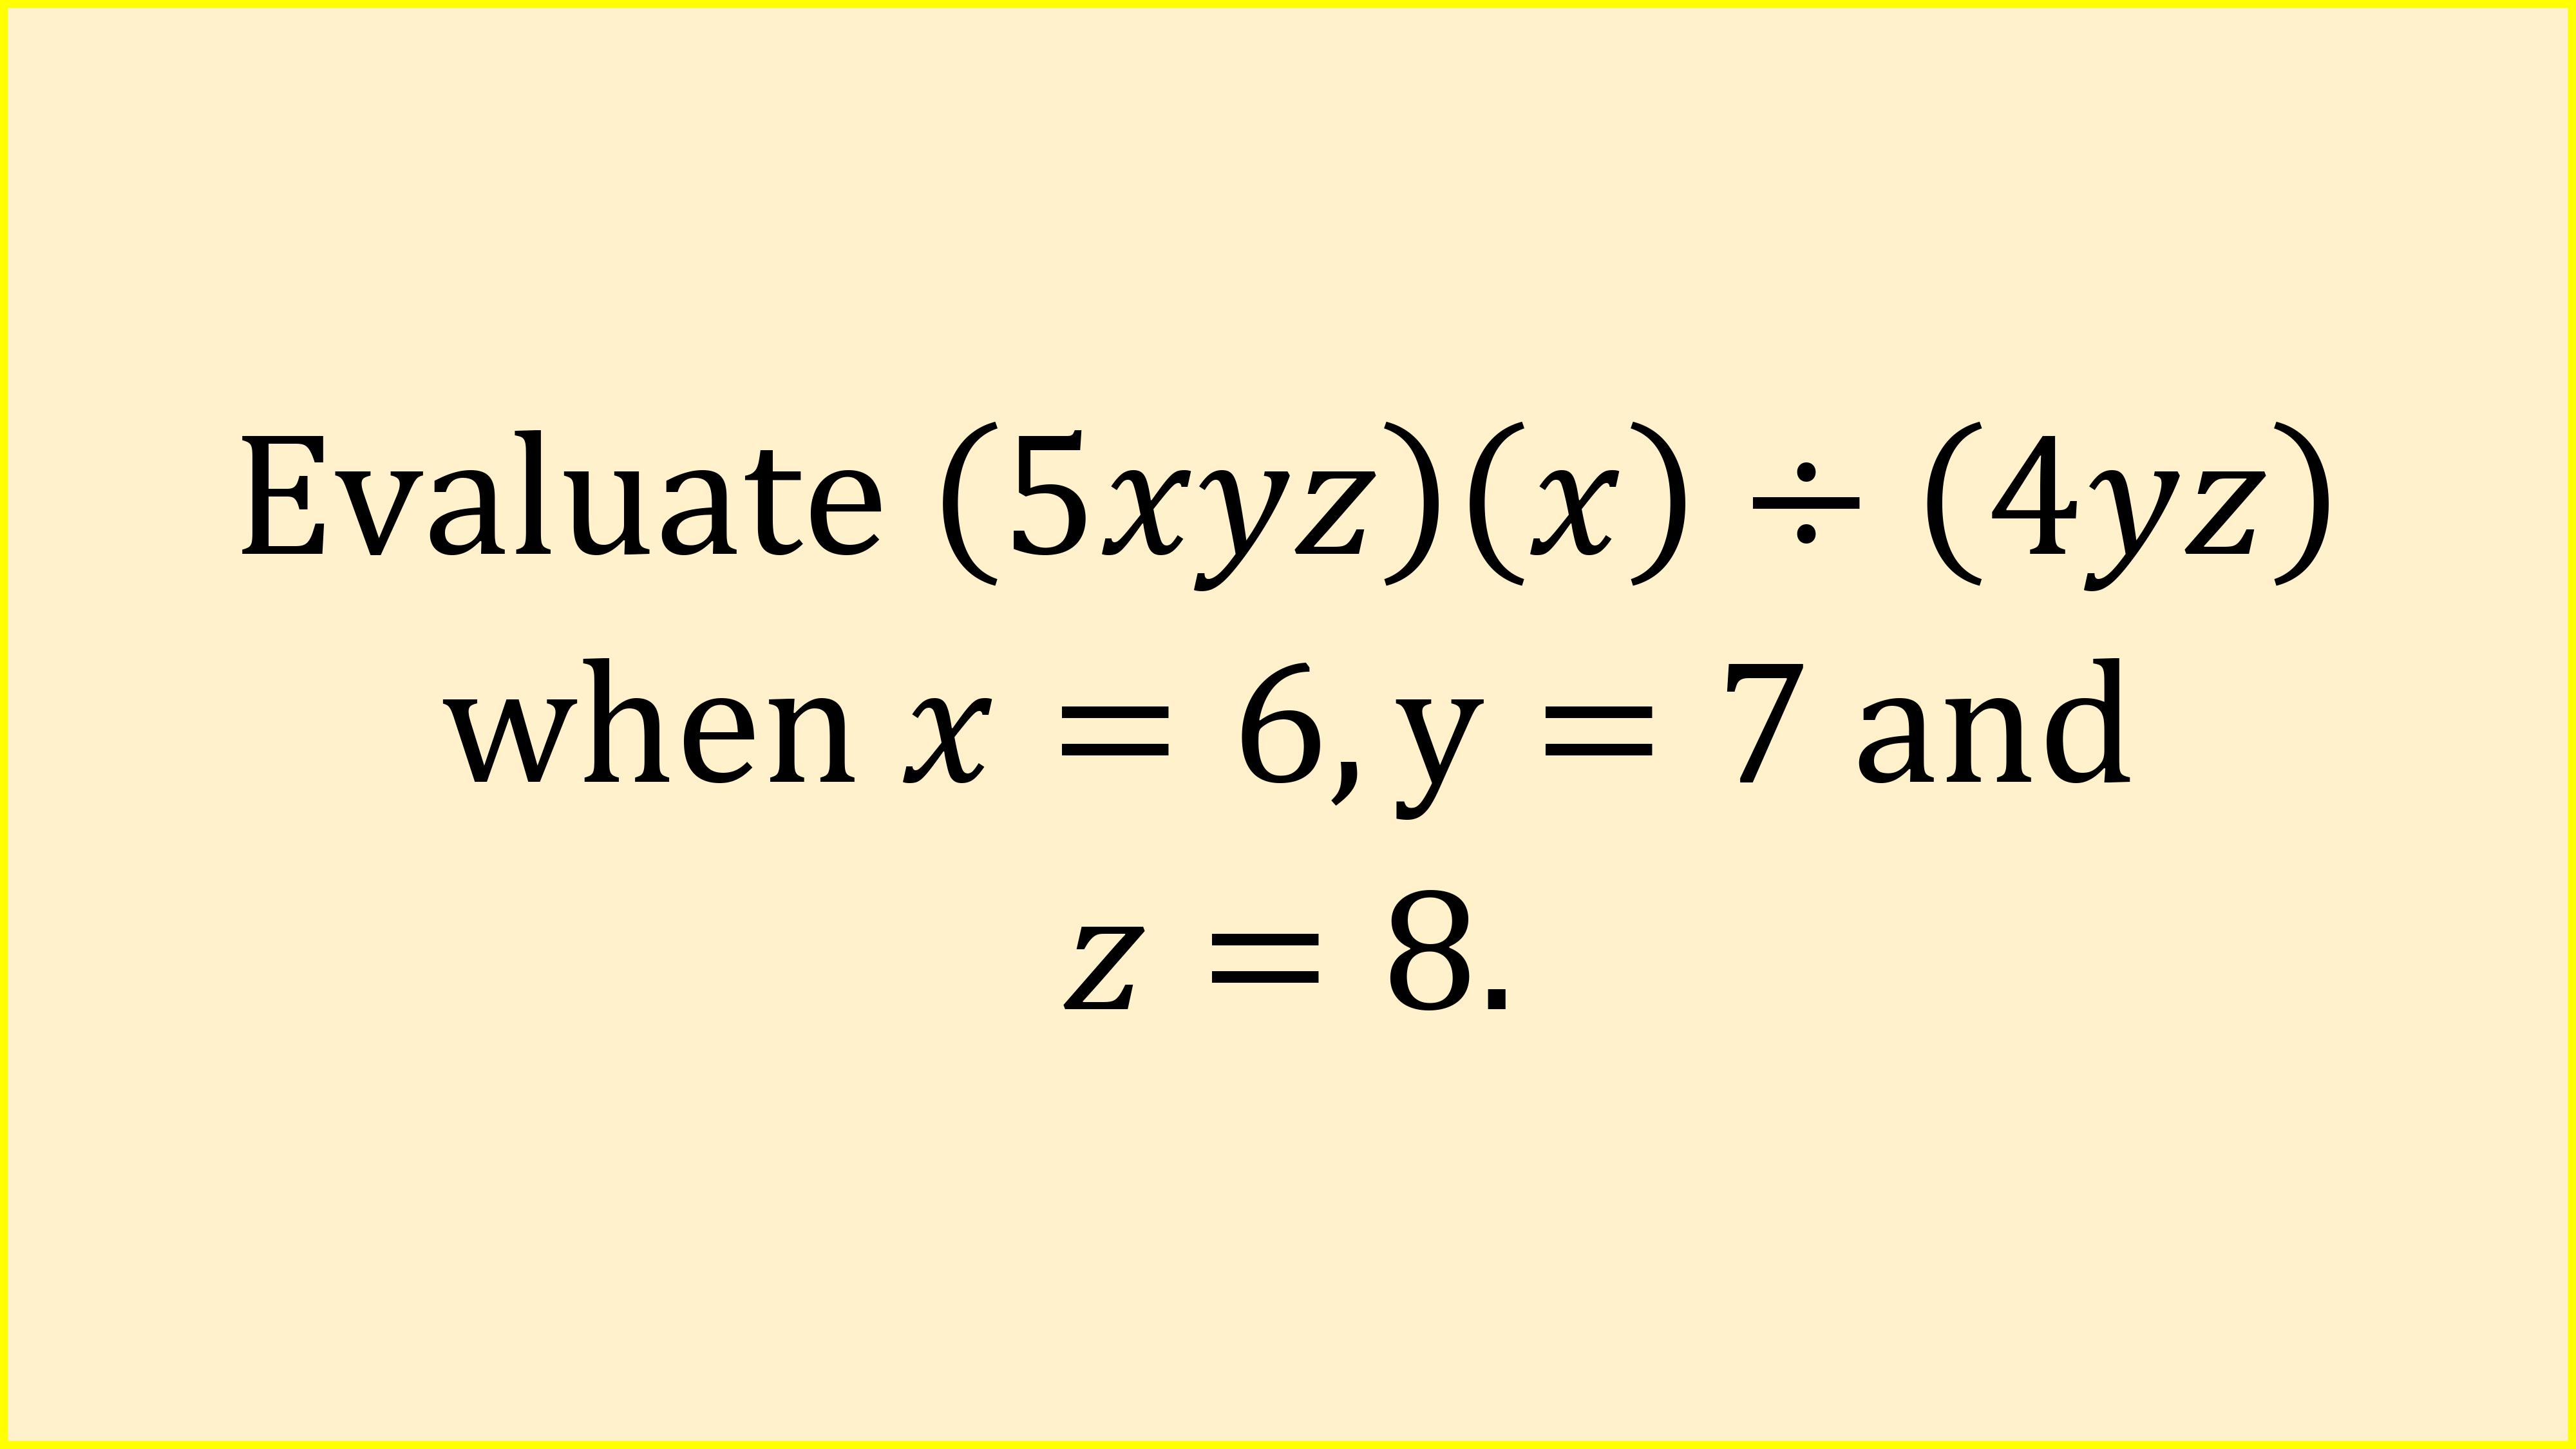 Evaluate (5xyz)(x) ÷ (4yz)
when x = 6, y = 7 and
z = 8.